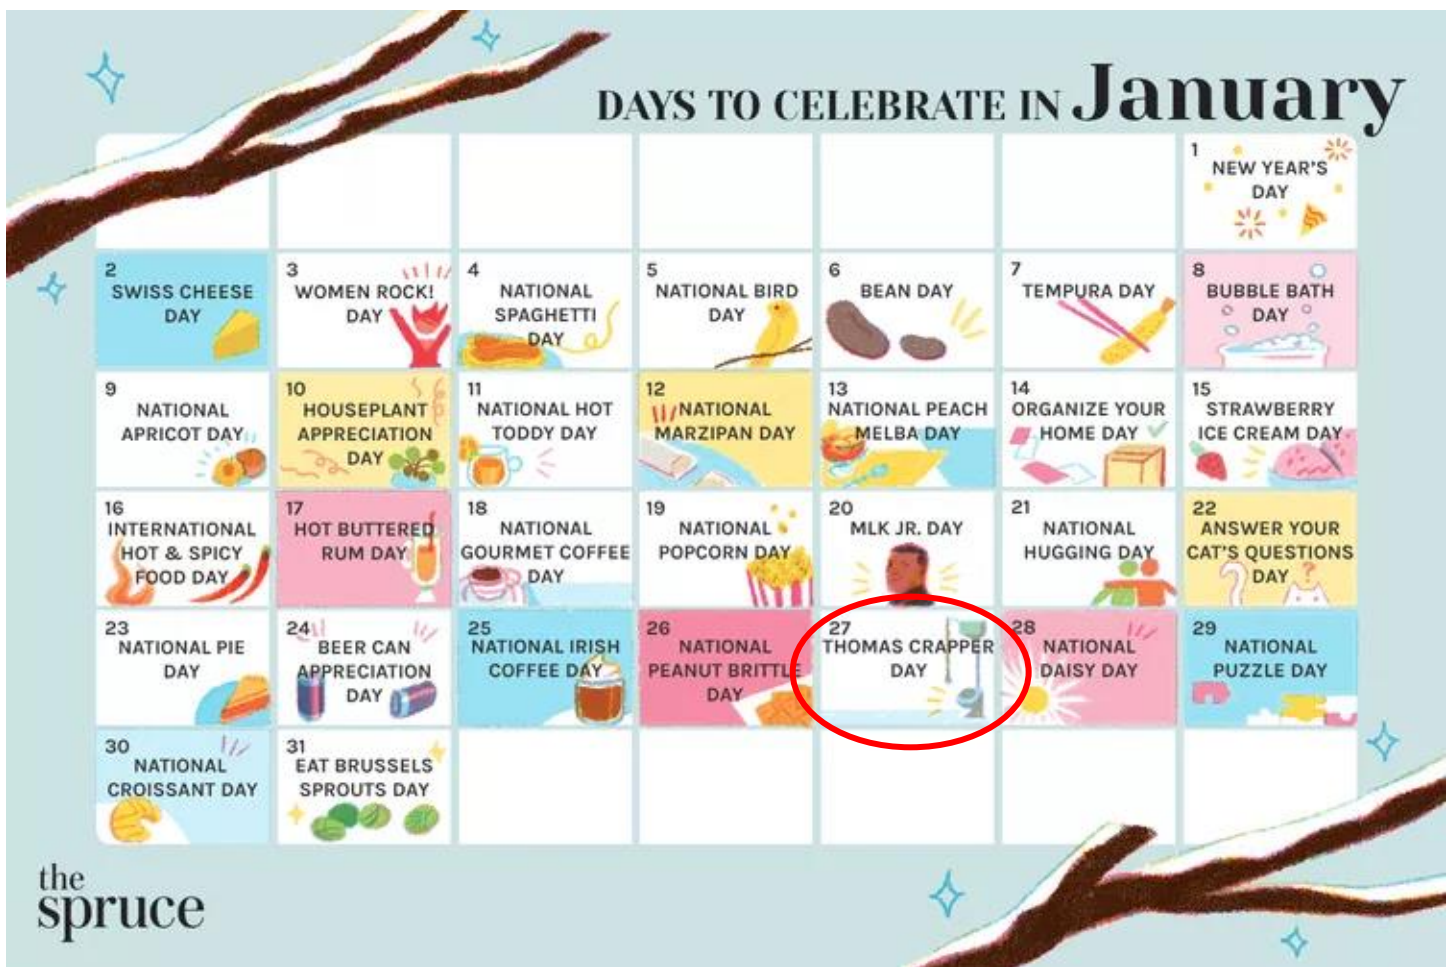 DAYS TO CELEBRATE IN January
1
NEW YEAR'S
DAY
2
SWISS CHEESE
DAY
3
WOMEN ROCK!
DAY
4
NATIONAL
SPAGHETTI
DAY
5
NATIONAL BIRD
DAY
6
BEAN DAY
7
TEMPURA DAY
8
BUBBLE BATH
DAY
9
NATIONAL
APRICOT DAY
10
HOUSEPLANT
APPRECIATION
DAY
11
NATIONAL HOT
TODDY DAY
12
NATIONAL
MARZIPAN DAY
13
NATIONAL PEACH
MELBA DAY
14
ORGANIZE YOUR
HOME DAY
15
STRAWBERRY
ICE CREAM DAY
16
INTERNATIONAL
HOT & SPICY
FOOD DAY
17
HOT BUTTERED
RUM DAY
18
NATIONAL
GOURMET COFFEE
DAY
19
NATIONAL
POPCORN DAY
20
MLK JR. DAY
21
NATIONAL
HUGGING DAY
22
ANSWER YOUR
CAT'S QUESTIONS
DAY ?
23
NATIONAL PIE
DAY
24
BEER CAN
APPRECIATION
DAY
25
NATIONAL IRISH
COFFEE DAY
26
NATIONAL
PEANUT BRITTLE
DAY
27
THOMAS CRAPPER
DAY
28
NATIONAL
DAISY DAY
29
NATIONAL
PUZZLE DAY
30
NATIONAL
CROISSANT DAY
31
EAT BRUSSELS
SPROUTS DAY
the
spruce